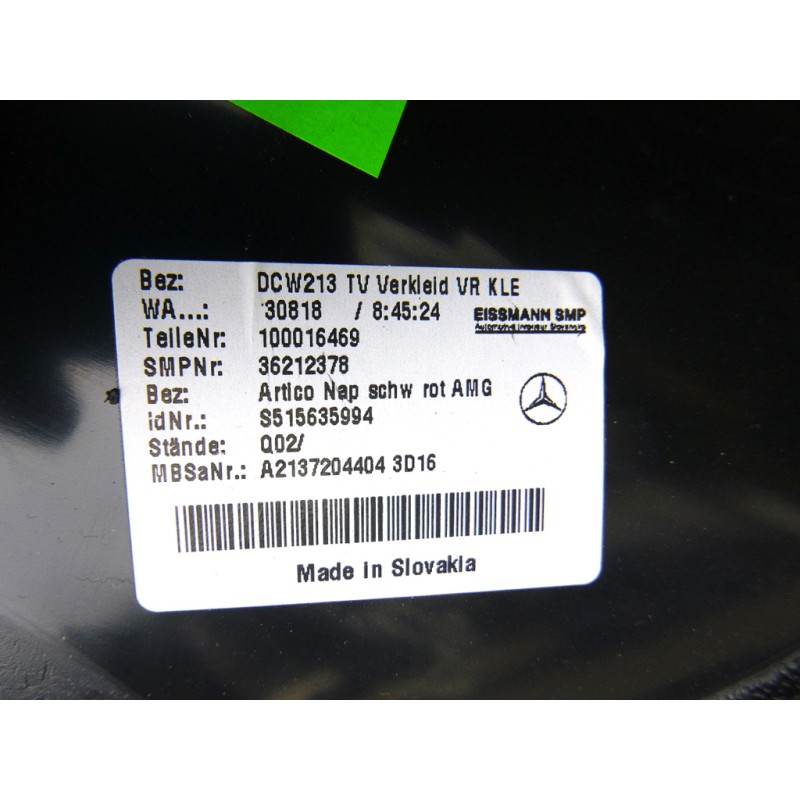 Bez: DCW213 TV Verkleid VR KLE
WA...: 30818 / 8:45:24 EISSMANN SMP
TeileNr: 100016469
SMPNr: 36212378
Bez: Artico Nap schw rot AMG
idNr.: S515635994
Stände: Q02/
MBSaNr.: A2137204404 3D16
Made in Slovakia